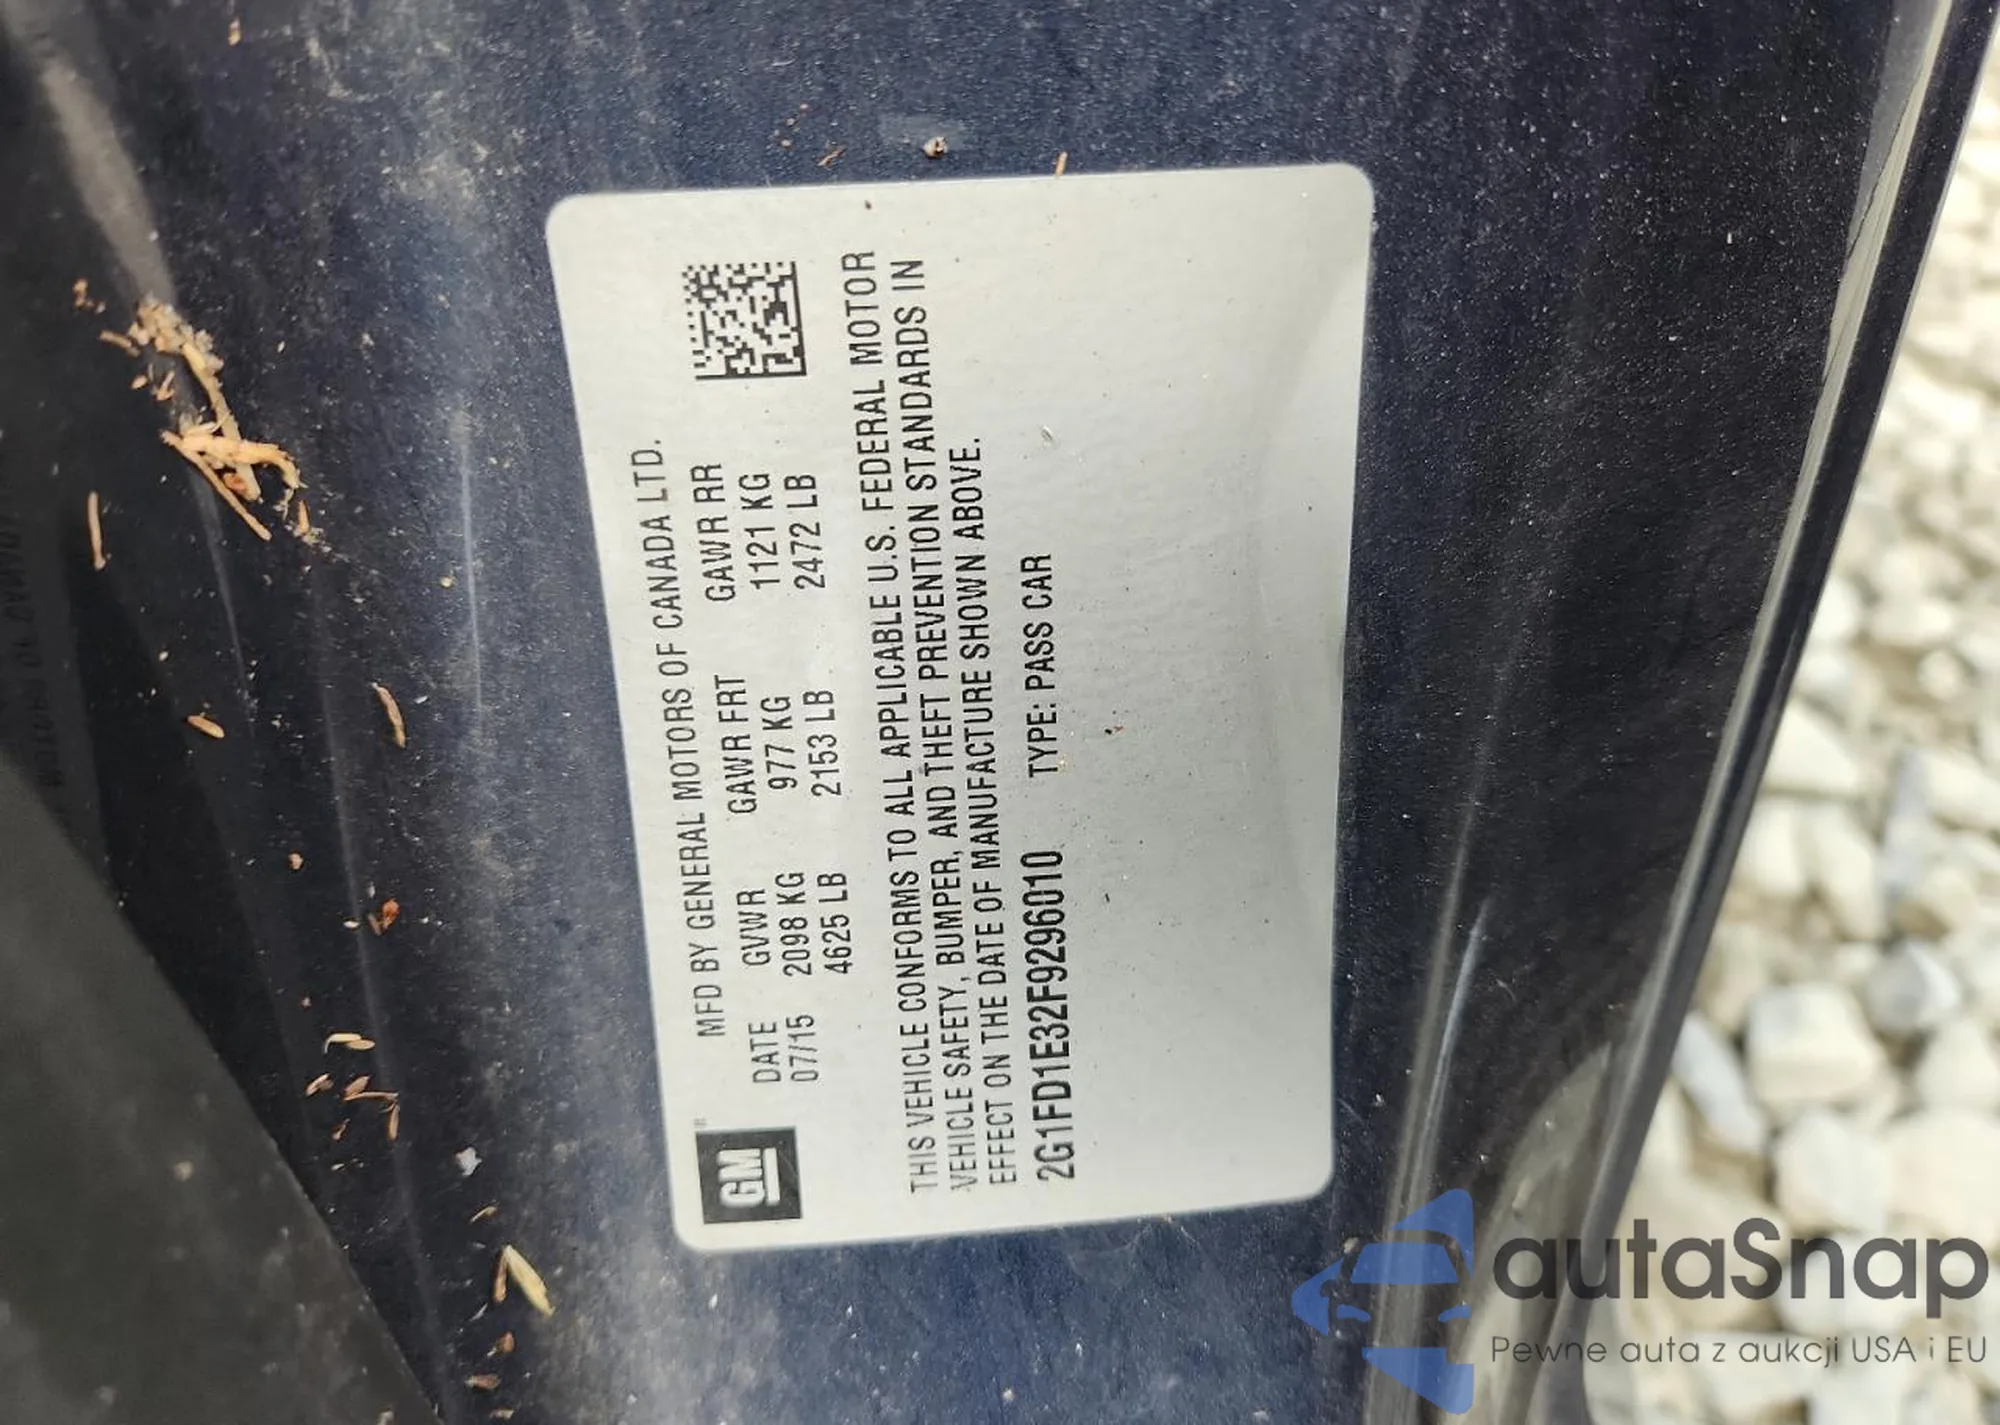 GM
MFD BY GENERAL MOTORS OF CANADA LTD.
DATE GVWR GAWR FRT GAWR RR
07/15 2098 KG 977 KG 1121 KG
4625 LB 2153 LB 2472 LB
THIS VEHICLE CONFORMS TO ALL APPLICABLE U.S. FEDERAL MOTOR
VEHICLE SAFETY, BUMPER, AND THEFT PREVENTION STANDARDS IN
EFFECT ON THE DATE OF MANUFACTURE SHOWN ABOVE.
2G1FD1E32F9296010 TYPE: PASS CAR
autaSnap
Pewne auta z aukcji USA i EU